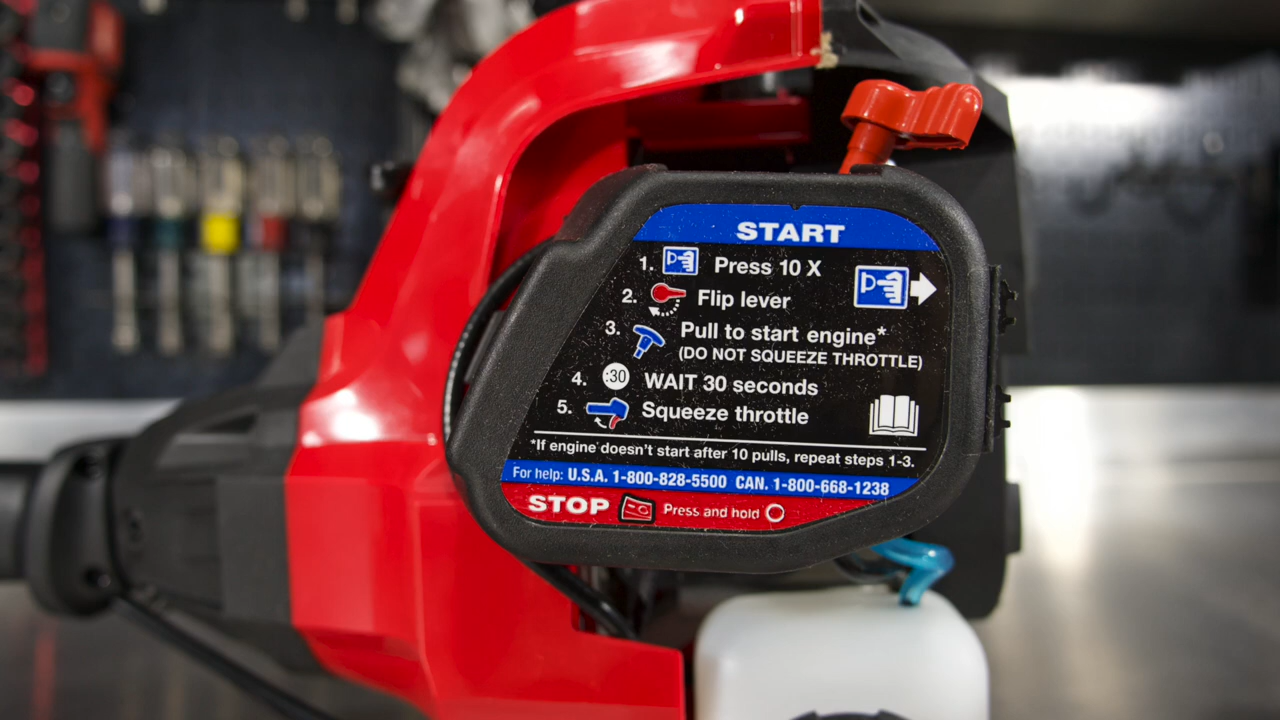 START
1. Press 10 X
2. Flip lever
3. Pull to start engine*
(DO NOT SQUEEZE THROTTLE)
4. :30 WAIT 30 seconds
5. Squeeze throttle
*If engine doesn't start after 10 pulls, repeat steps 1-3.
For help: U.S.A. 1-800-828-5500 CAN. 1-800-668-1238
STOP Press and hold O